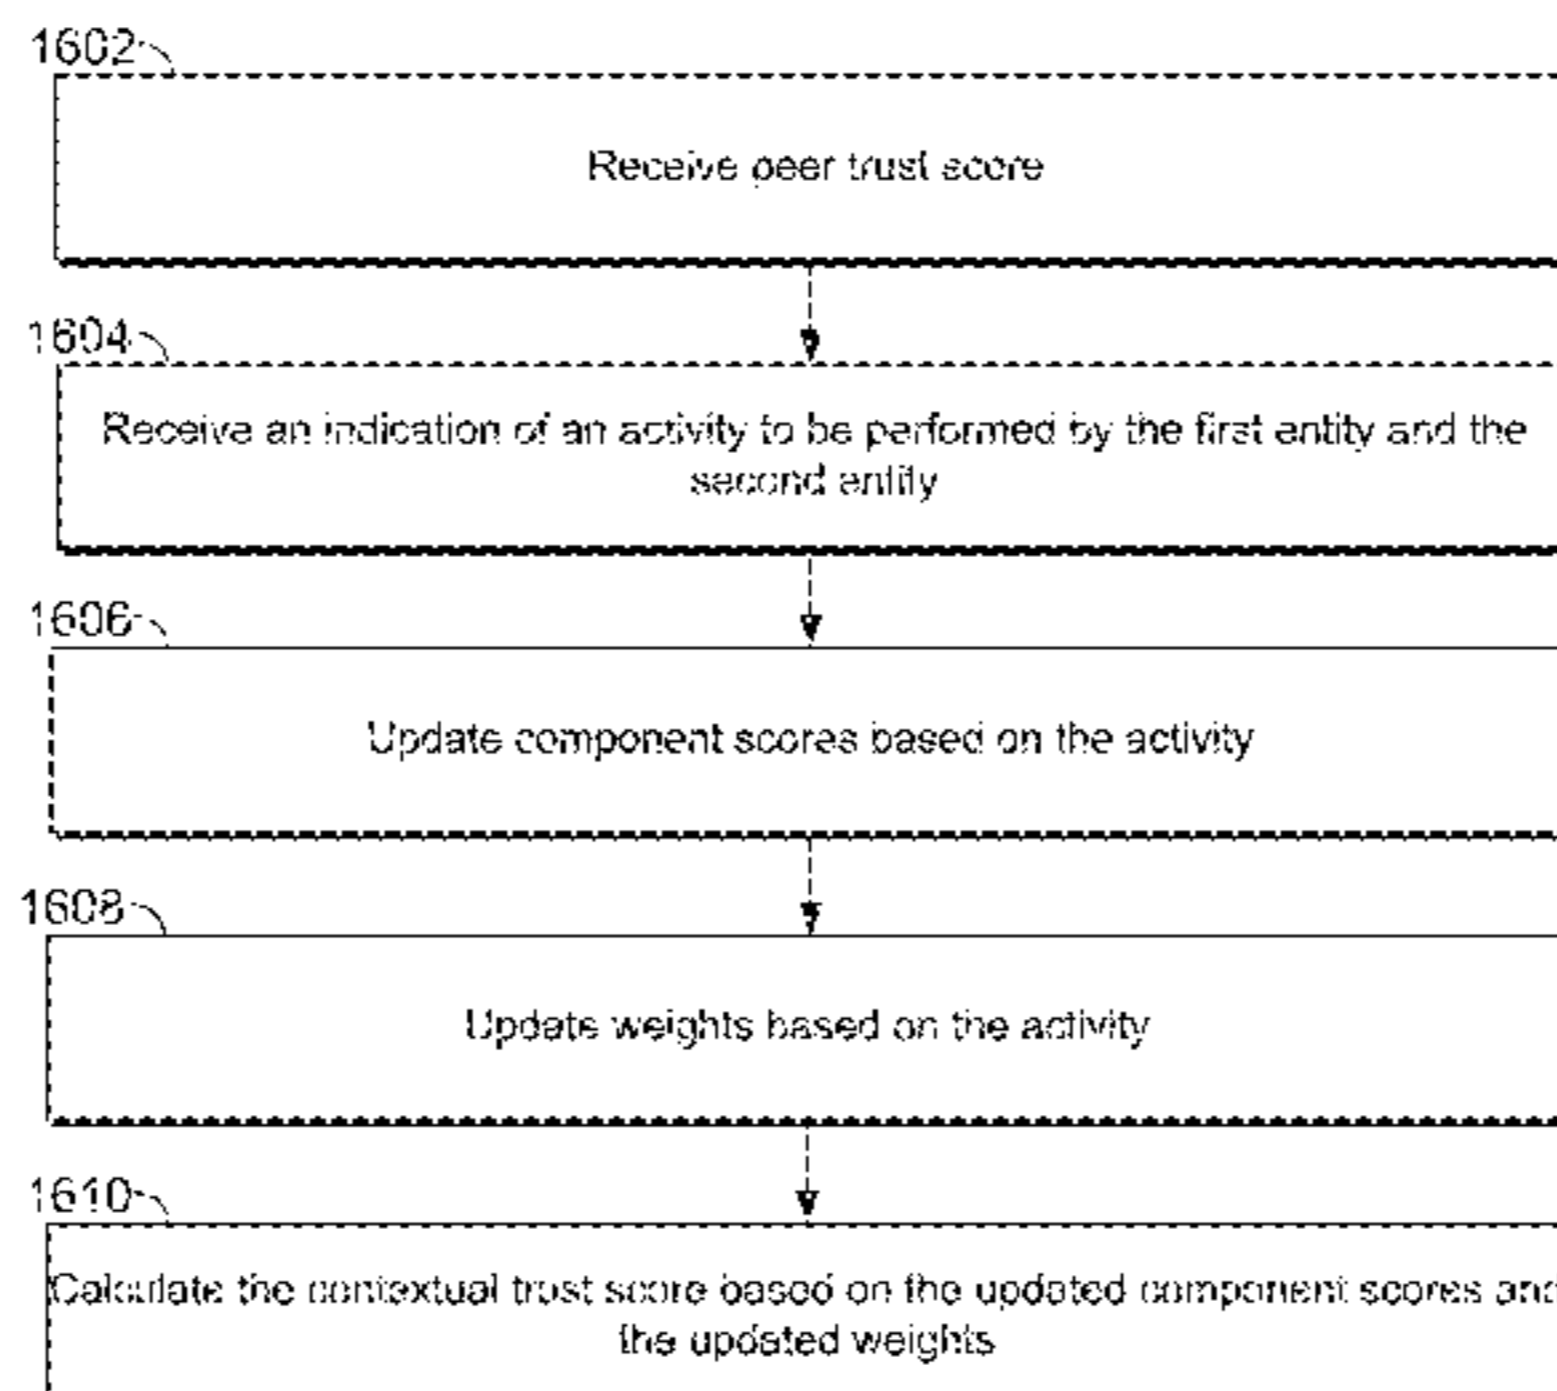 1602
Receive peer trust score
1604
Receive an indication of an activity to be performed by the first entity and the
second entity
1606
Update component scores based on the activity
1608
Update weights based on the activity
1610
Calculate the contextual trust score based on the updated component scores and
the updated weights